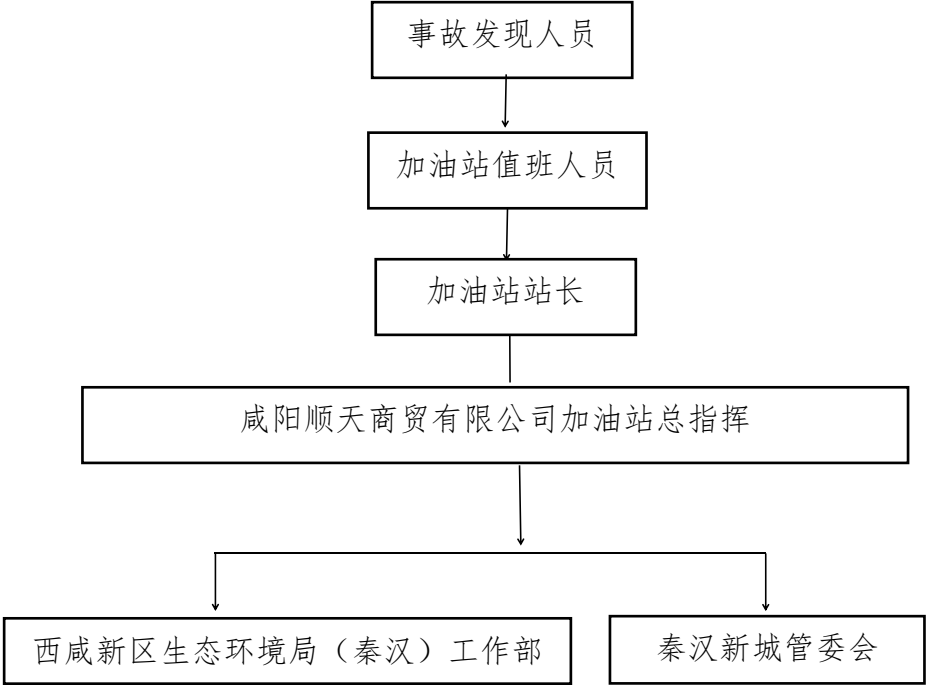 事故发现人员
加油站值班人员
加油站站长
咸阳顺天商贸有限公司加油站总指挥
西咸新区生态环境局（秦汉）工作部
秦汉新城管委会